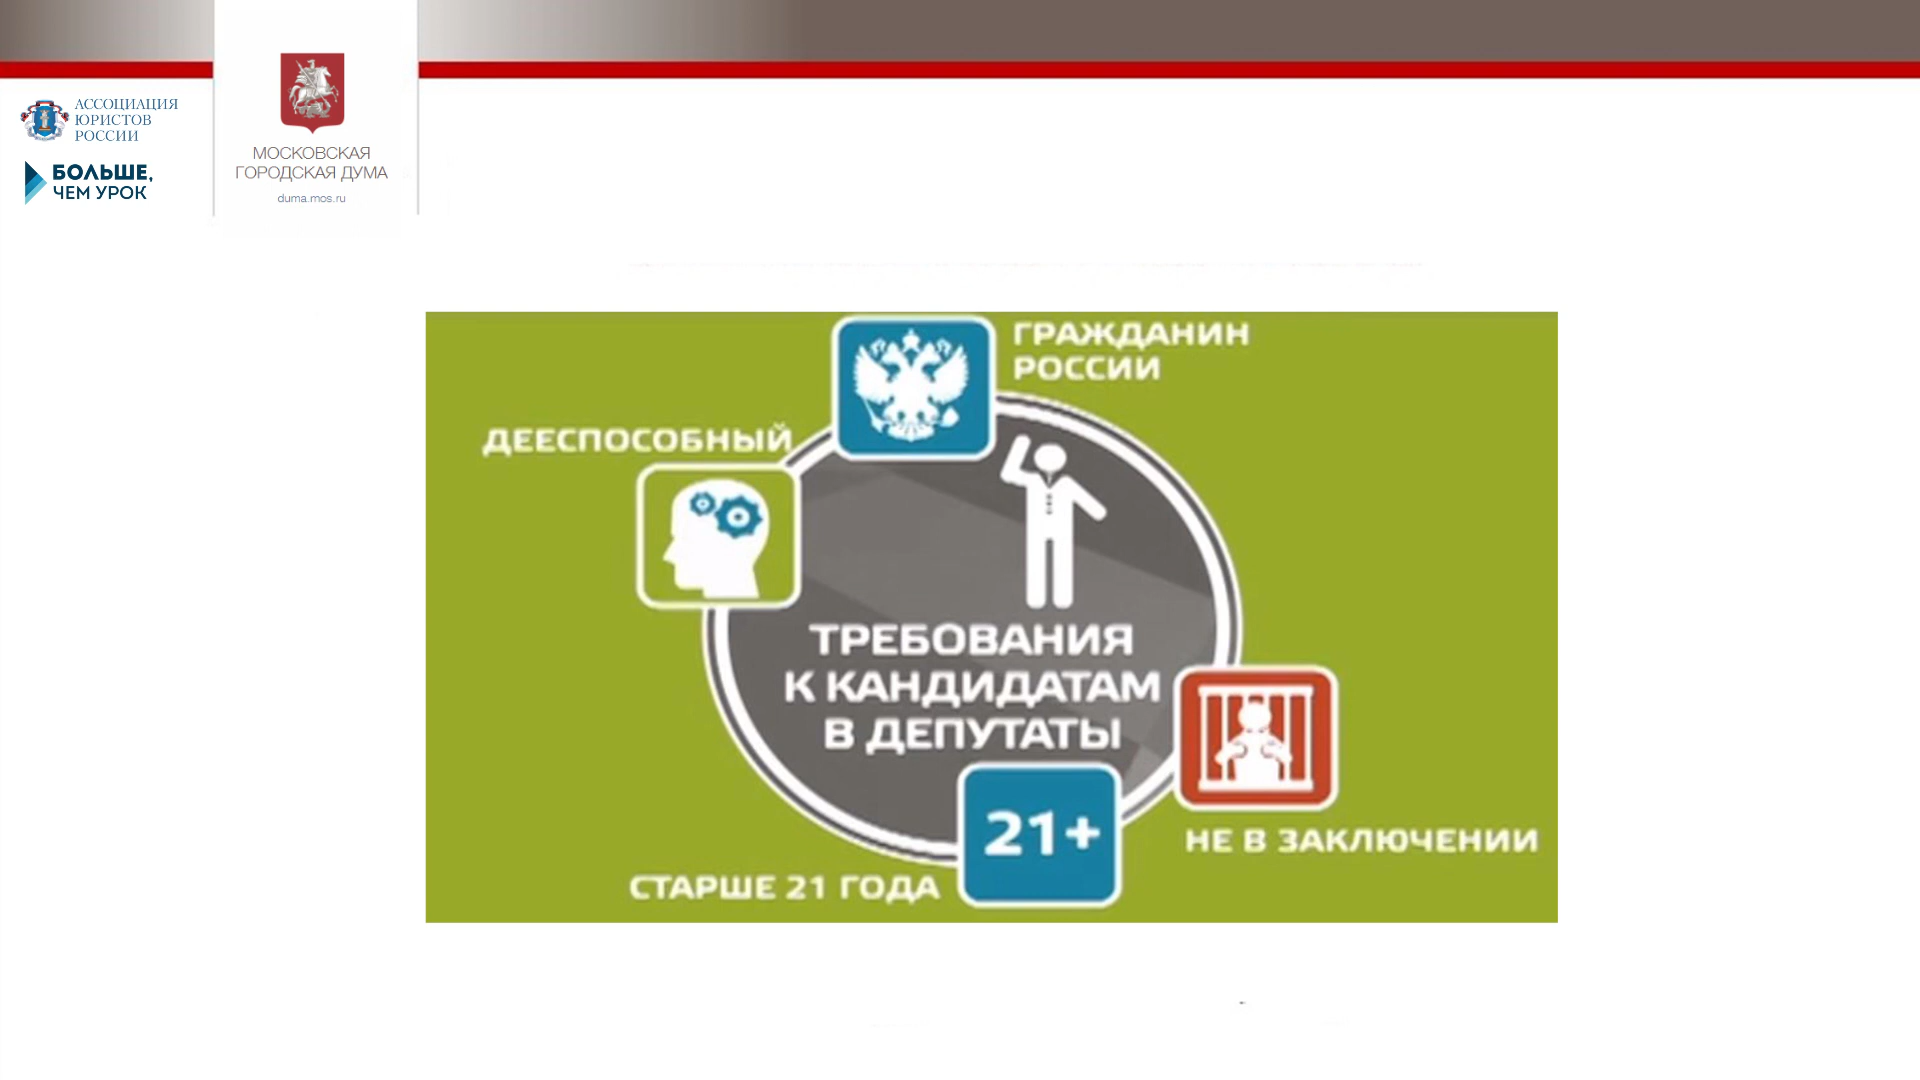 АССОЦИАЦИЯ
ЮРИСТОВ
РОССИИ
БОЛЬШЕ,
ЧЕМ УРОК
МОСКОВСКАЯ
ГОРОДСКАЯ ДУМА
duma.mos.ru
ГРАЖДАНИН
РОССИИ
ДЕЕСПОСОБНЫЙ
ТРЕБОВАНИЯ
К КАНДИДАТАМ
В ДЕПУТАТЫ
21+
НЕ В ЗАКЛЮЧЕНИИ
СТАРШЕ 21 ГОДА